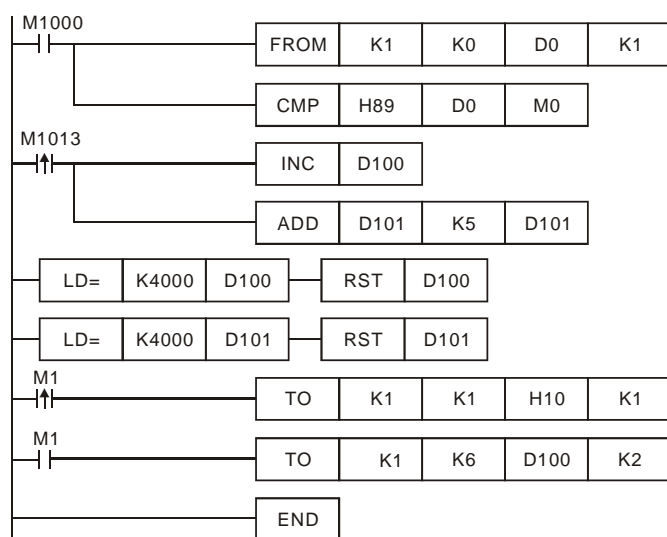 M1000
FROM K1 K0 D0 K1
CMP H89 D0 M0
M1013
INC D100
ADD D101 K5 D101
LD= K4000 D100 RST D100
LD= K4000 D101 RST D101
M1
TO K1 K1 H10 K1
M1
TO K1 K6 D100 K2
END